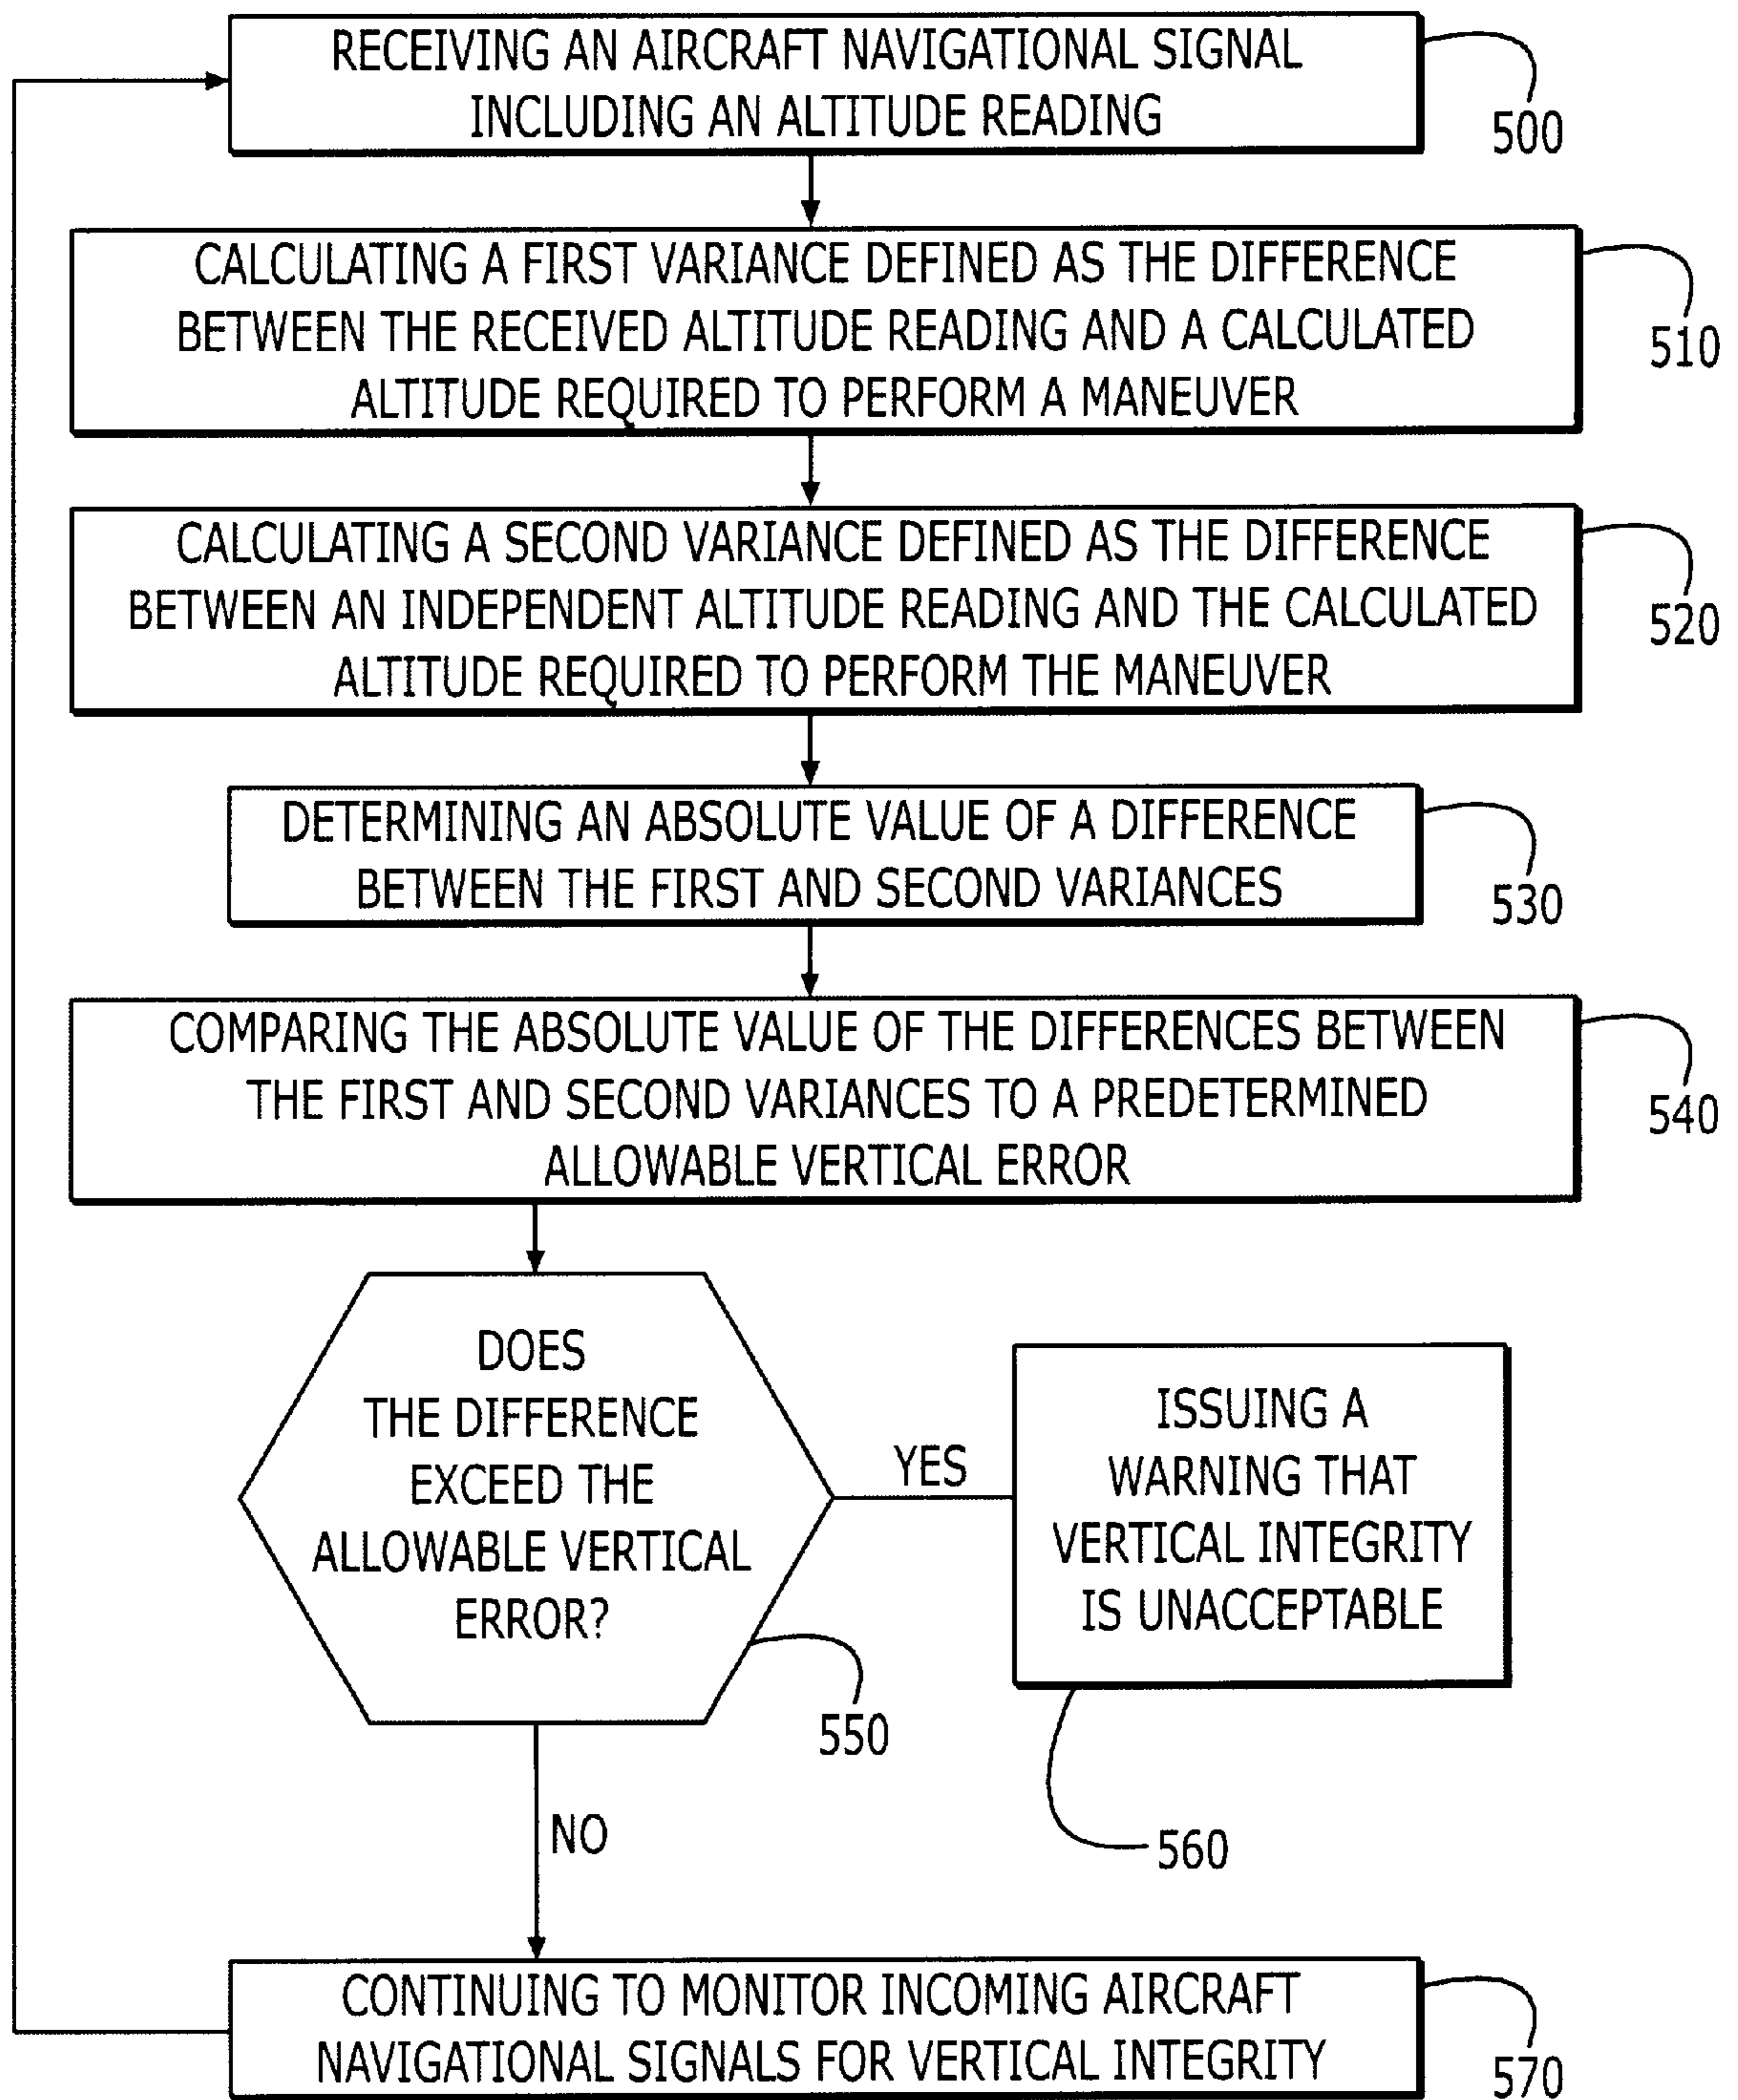 RECEIVING AN AIRCRAFT NAVIGATIONAL SIGNAL
INCLUDING AN ALTITUDE READING
500
CALCULATING A FIRST VARIANCE DEFINED AS THE DIFFERENCE
BETWEEN THE RECEIVED ALTITUDE READING AND A CALCULATED
ALTITUDE REQUIRED TO PERFORM A MANEUVER
510
CALCULATING A SECOND VARIANCE DEFINED AS THE DIFFERENCE
BETWEEN AN INDEPENDENT ALTITUDE READING AND THE CALCULATED
ALTITUDE REQUIRED TO PERFORM THE MANEUVER
520
DETERMINING AN ABSOLUTE VALUE OF A DIFFERENCE
BETWEEN THE FIRST AND SECOND VARIANCES
530
COMPARING THE ABSOLUTE VALUE OF THE DIFFERENCES BETWEEN
THE FIRST AND SECOND VARIANCES TO A PREDETERMINED
ALLOWABLE VERTICAL ERROR
540
DOES
THE DIFFERENCE
EXCEED THE
ALLOWABLE VERTICAL
ERROR?
550
YES
ISSUING A
WARNING THAT
VERTICAL INTEGRITY
IS UNACCEPTABLE
560
NO
CONTINUING TO MONITOR INCOMING AIRCRAFT
NAVIGATIONAL SIGNALS FOR VERTICAL INTEGRITY
570